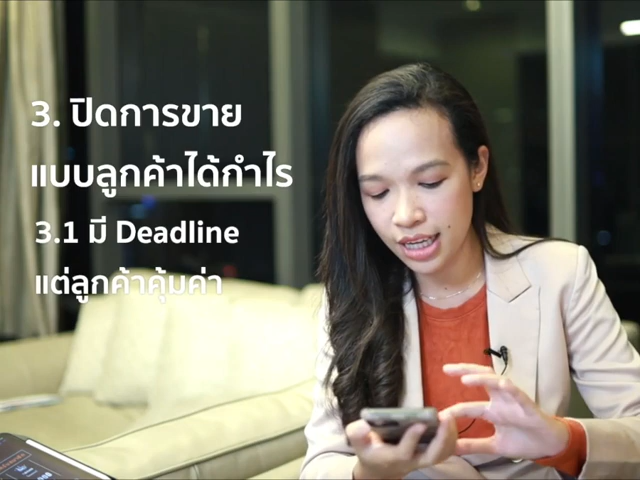 3. ปิดการขาย
แบบลูกค้าได้กำไร
3.1 มี Deadline
แต่ลูกค้าคุ้มค่า